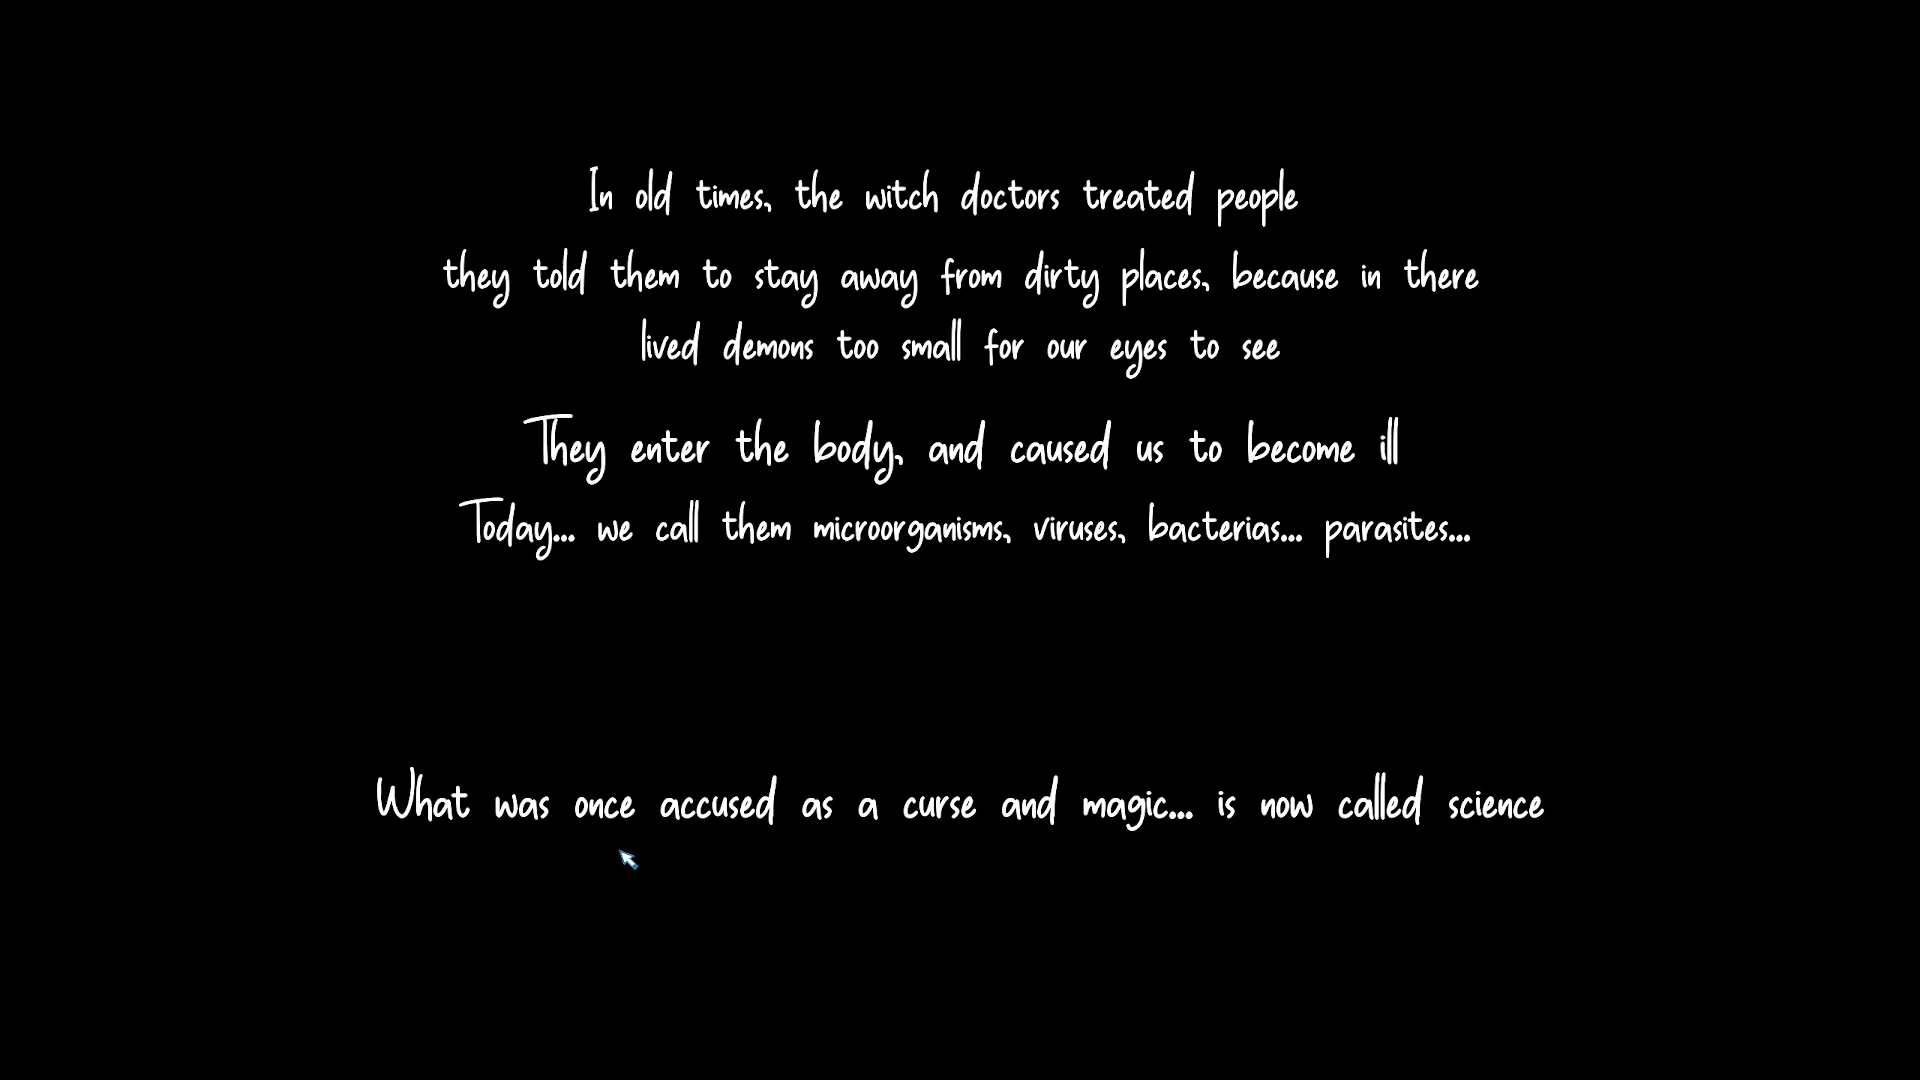 In old times, the witch doctors treated people
they told them to stay away from dirty places, because in there
lived demons too small for our eyes to see
They enter the body, and caused us to become ill
Today... we call them microorganisms, viruses, bacterias... parasites...
What was once accused as a curse and magic... is now called science